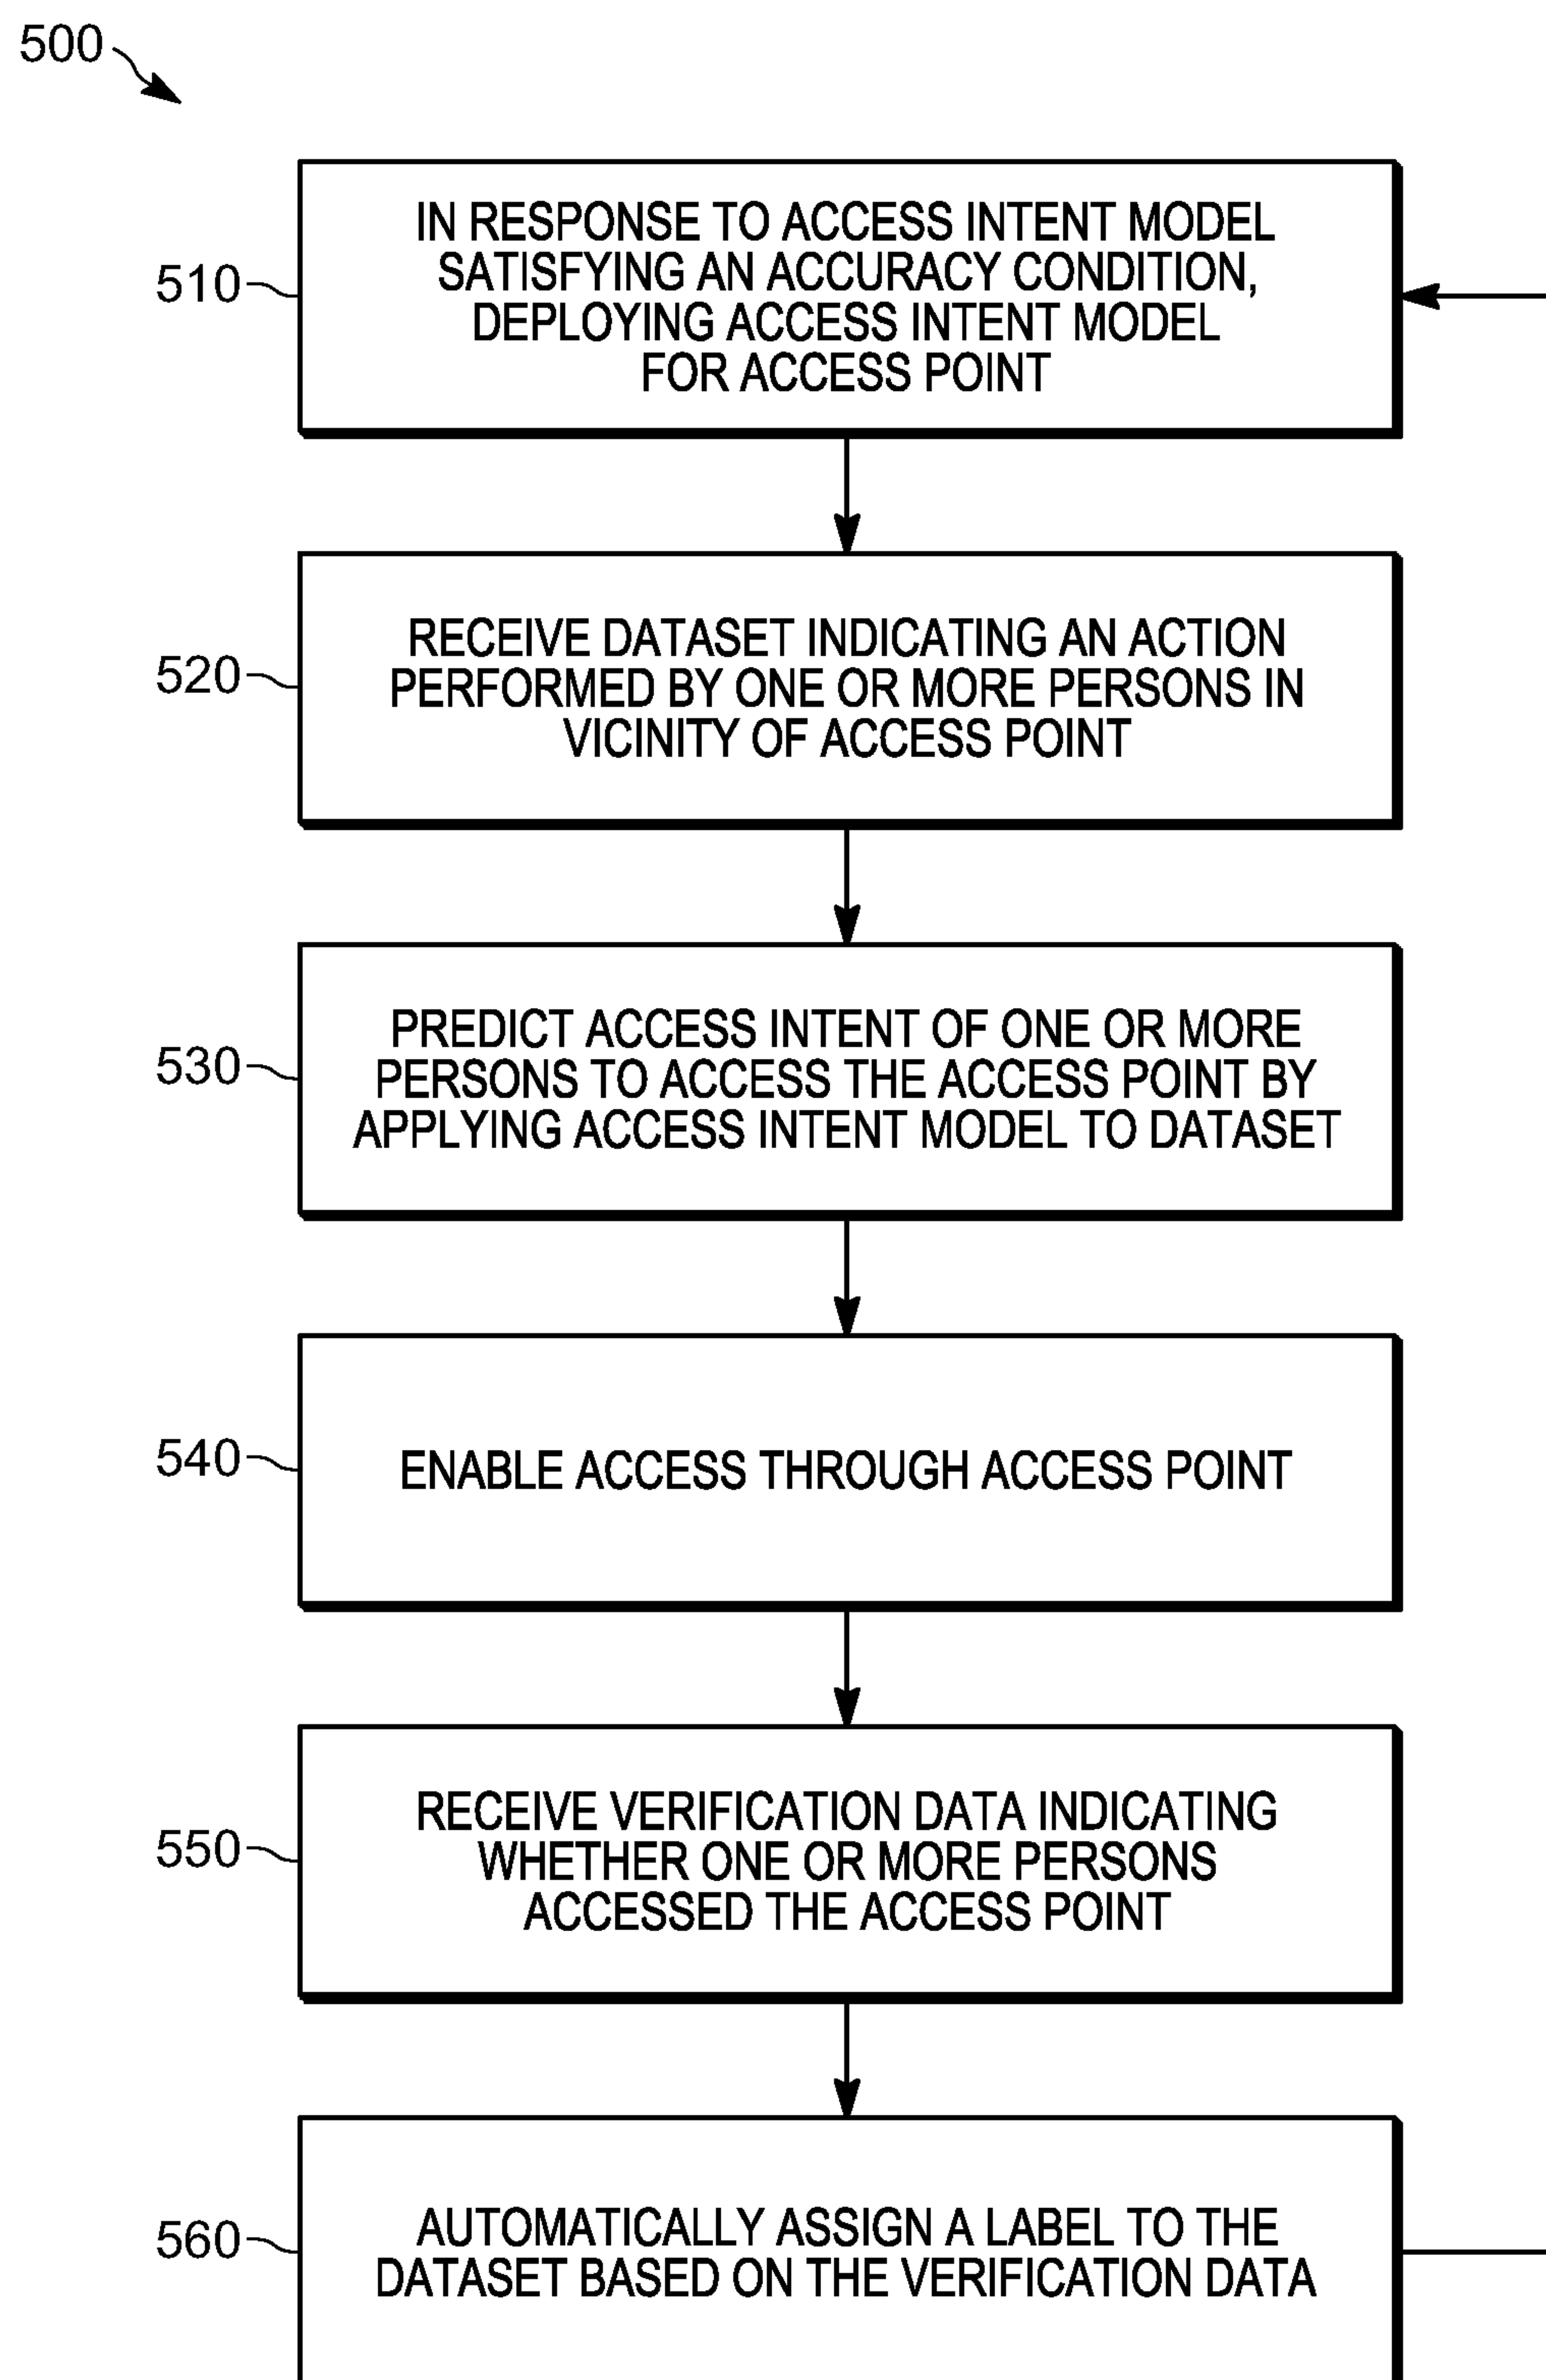 500
510
IN RESPONSE TO ACCESS INTENT MODEL
SATISFYING AN ACCURACY CONDITION,
DEPLOYING ACCESS INTENT MODEL
FOR ACCESS POINT
520
RECEIVE DATASET INDICATING AN ACTION
PERFORMED BY ONE OR MORE PERSONS IN
VICINITY OF ACCESS POINT
530
PREDICT ACCESS INTENT OF ONE OR MORE
PERSONS TO ACCESS THE ACCESS POINT BY
APPLYING ACCESS INTENT MODEL TO DATASET
540
ENABLE ACCESS THROUGH ACCESS POINT
550
RECEIVE VERIFICATION DATA INDICATING
WHETHER ONE OR MORE PERSONS
ACCESSED THE ACCESS POINT
560
AUTOMATICALLY ASSIGN A LABEL TO THE
DATASET BASED ON THE VERIFICATION DATA